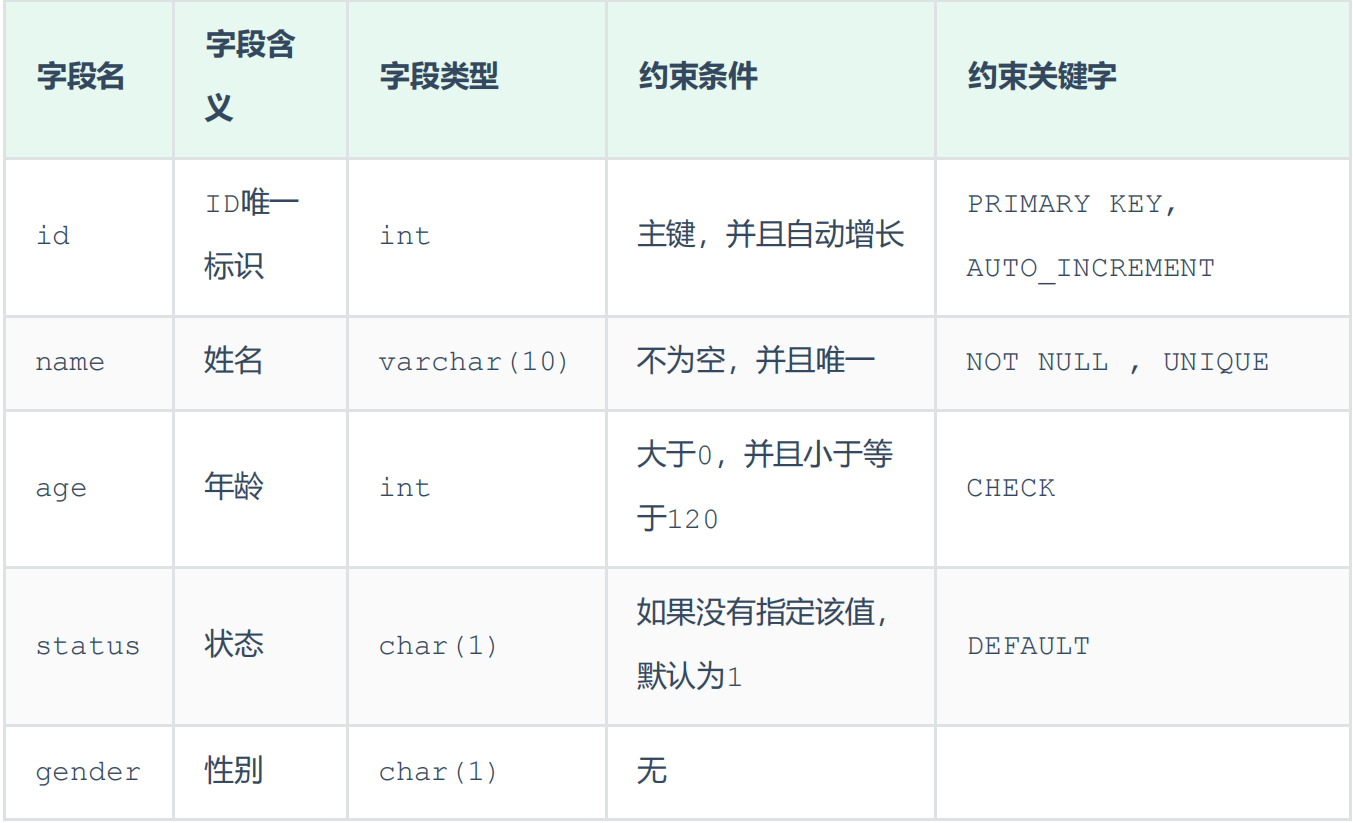 字段名
字段含
义
字段类型
约束条件
约束关键字
id
ID唯一
标识
int
主键，并且自动增长
PRIMARY KEY,
AUTO_INCREMENT
name
姓名
varchar(10)
不为空，并且唯一
NOT NULL , UNIQUE
age
年龄
int
大于0，并且小于等
于120
CHECK
status
状态
char(1)
如果没有指定该值，
默认为1
DEFAULT
gender
性别
char(1)
无